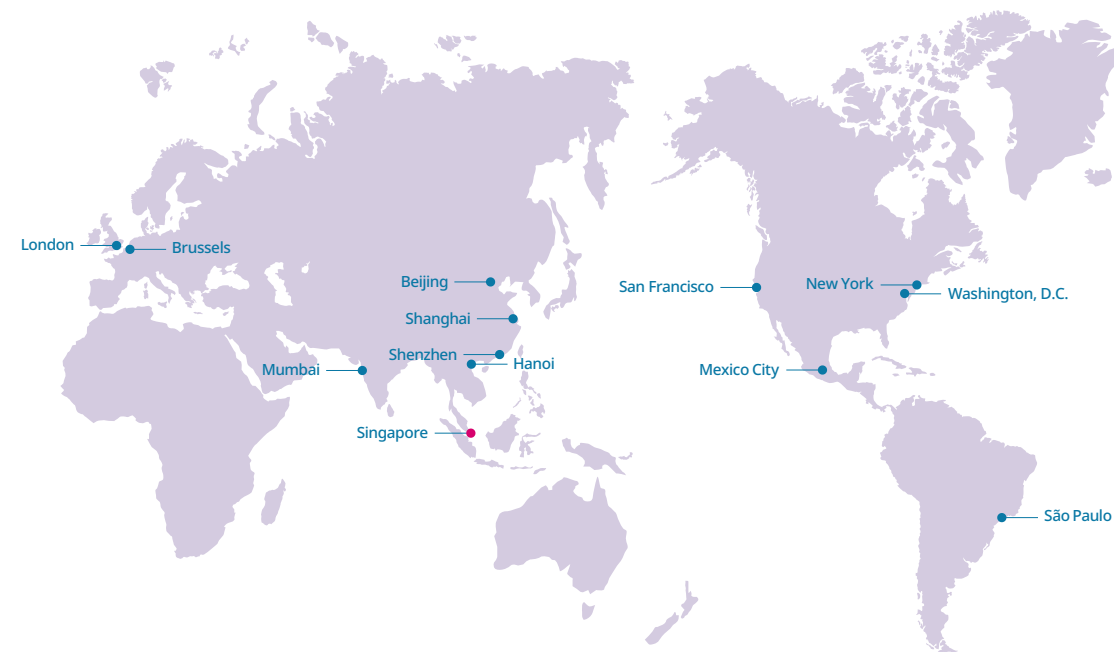 London
Brussels
Beijing
San Francisco
New York
Washington, D.C.
Shanghai
Shenzhen
Hanoi
Mumbai
Mexico City
Singapore
São Paulo